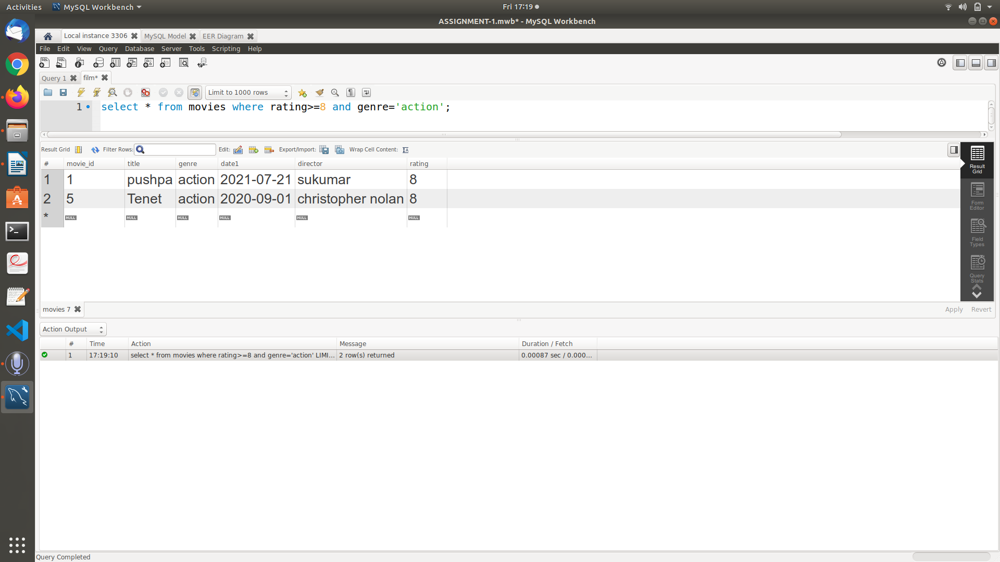 Activities MySQL Workbench Fri 17:19
ASSIGNMENT-1.mwb* - MySQL Workbench
Local instance 3306 MySQL Model EER Diagram
File Edit View Query Database Server Tools Scripting Help
Query 1 film*
Limit to 1000 rows
1 select * from movies where rating>=8 and genre='action';
Result Grid Filter Rows: Edit: Export/Import: Wrap Cell Content:
# movie_id title genre date1 director rating
1 1 pushpa action 2021-07-21 sukumar 8
2 5 Tenet action 2020-09-01 christopher nolan 8
* NULL NULL NULL NULL NULL NULL
Result
Grid
Form
Editor
Field
Types
Query
Stats
movies 7 Apply Revert
Action Output
# Time Action Message Duration / Fetch
1 17:19:10 select * from movies where rating>=8 and genre='action' LIMI... 2 row(s) returned 0.00087 sec / 0.000...
Query Completed